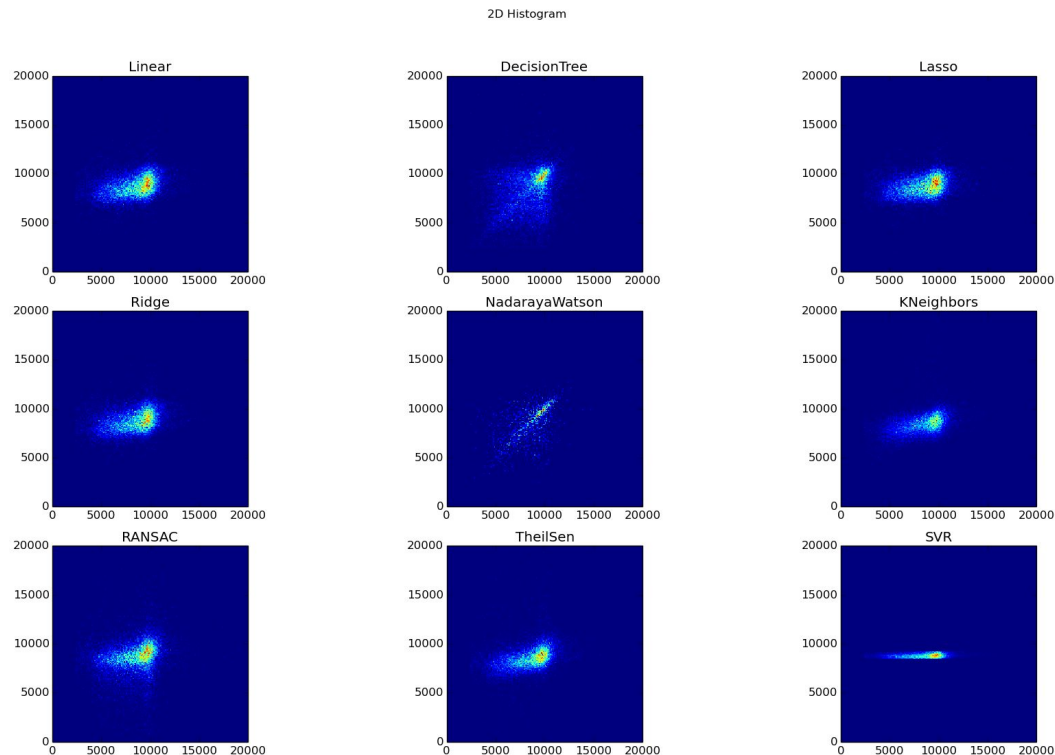 2D Histogram
Linear
DecisionTree
Lasso
20000 20000 20000
15000 15000 15000
10000 10000 10000
5000 5000 5000
0 0 0
0 5000 10000 15000 20000 0 5000 10000 15000 20000 0 5000 10000 15000 20000
Ridge
NadarayaWatson
KNeighbors
20000 20000 20000
15000 15000 15000
10000 10000 10000
5000 5000 5000
0 0 0
0 5000 10000 15000 20000 0 5000 10000 15000 20000 0 5000 10000 15000 20000
RANSAC
TheilSen
SVR
20000 20000 20000
15000 15000 15000
10000 10000 10000
5000 5000 5000
0 0 0
0 5000 10000 15000 20000 0 5000 10000 15000 20000 0 5000 10000 15000 20000